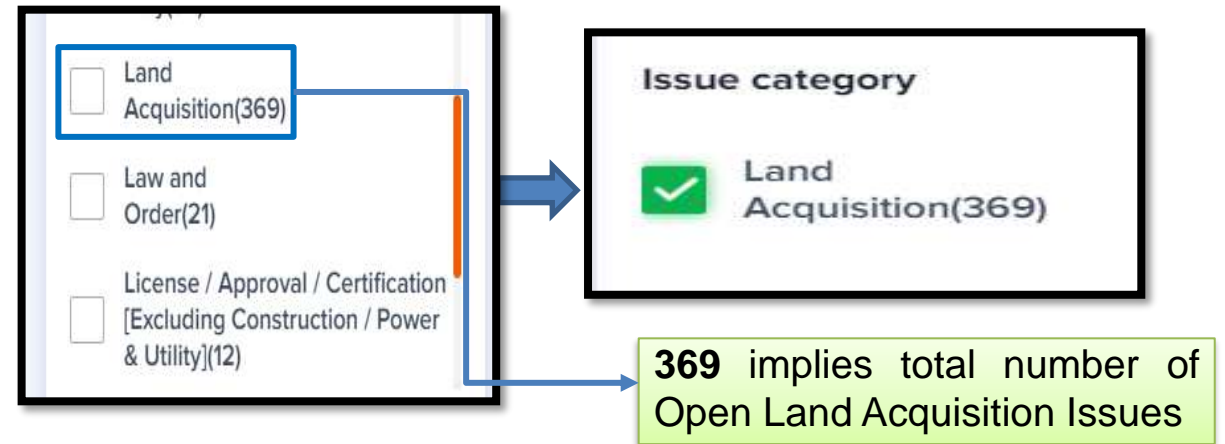 Land
Acquisition(369)
Law and
Order(21)
License / Approval / Certification
[Excluding Construction / Power
& Utility](12)
Issue category
Land
Acquisition(369)
369 implies total number of
Open Land Acquisition Issues